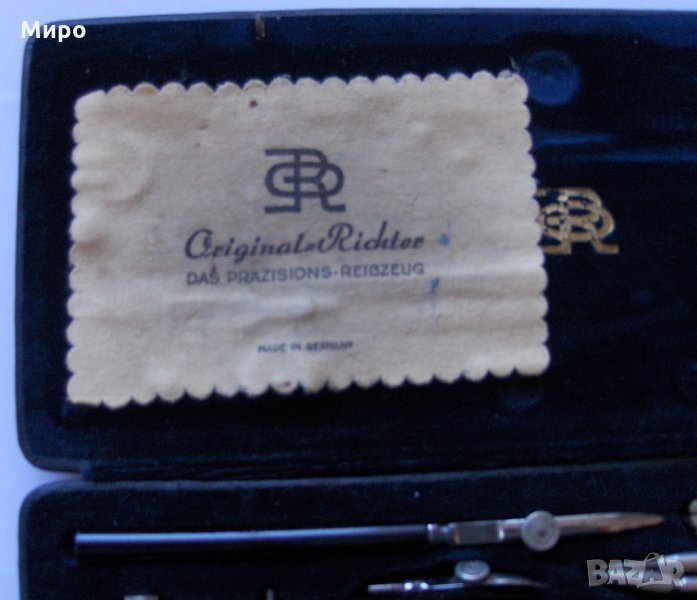 Миро
Original-Richter
DAS PRÄZISIONS-REIßZEUG
MADE IN GERMANY
BAZAR